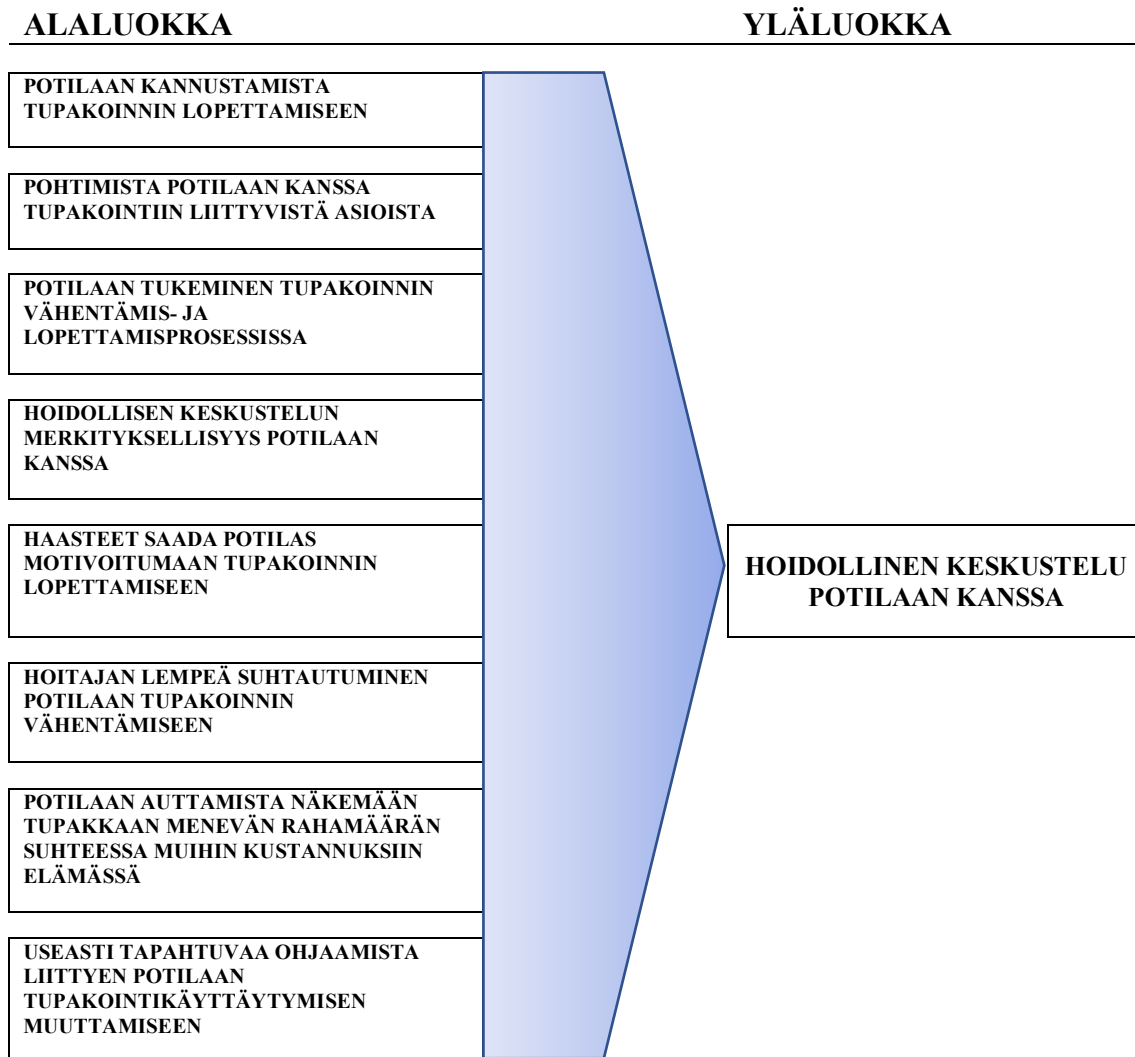 ALALUOKKA
YLÄLUOKKA
POTILAAN KANNUSTAMISTA
TUPAKOINNIN LOPETTAMISEEN
POHTIMISTA POTILAAN KANSSA
TUPAKOINTIIN LIITTYVISTÄ ASIOISTA
POTILAAN TUKEMINEN TUPAKOINNIN
VÄHENTÄMIS- JA
LOPETTAMISPROSESSISSA
HOIDOLLISEN KESKUSTELUN
MERKITYKSELLISYYS POTILAAN
KANSSA
HAASTEET SAADA POTILAS
MOTIVOITUMAAN TUPAKOINNIN
LOPETTAMISEEN
HOITAJAN LEMPEÄ SUHTAUTUMINEN
POTILAAN TUPAKOINNIN
VÄHENTÄMISEEN
POTILAAN AUTTAMISTA NÄKEMÄÄN
TUPAKKAAN MENEVÄN RAHAMÄÄRÄN
SUHTEESSA MUIHIN KUSTANNUKSIIN
ELÄMÄSSÄ
USEASTI TAPAHTUVAA OHJAAMISTA
LIITTYEN POTILAAN
TUPAKOINTIKÄYTTÄYTYMISEN
MUUTTAMISEEN
HOIDOLLINEN KESKUSTELU
POTILAAN KANSSA